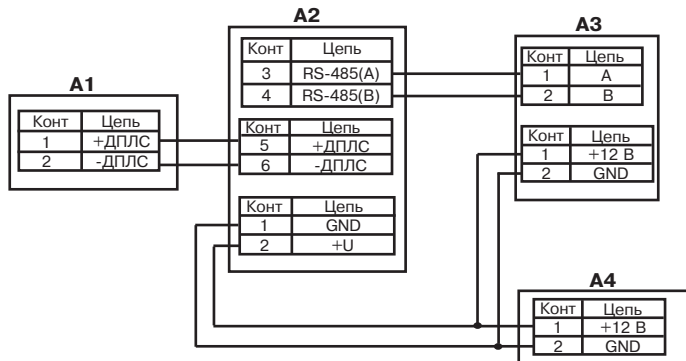 A1
Конт Цепь
1 +ДПЛС
2 -ДПЛС
A2
Конт Цепь
3 RS-485(A)
4 RS-485(B)
Конт Цепь
5 +ДПЛС
6 -ДПЛС
Конт Цепь
1 GND
2 +U
A3
Конт Цепь
1 A
2 B
Конт Цепь
1 +12 В
2 GND
A4
Конт Цепь
1 +12 В
2 GND